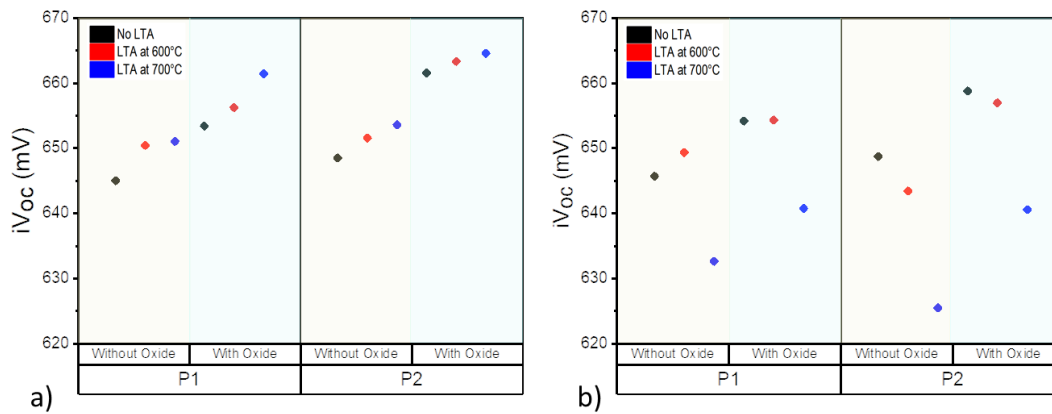 670
660
650
640
630
620
iVoc (mV)
No LTA
LTA at 600°C
LTA at 700°C
Without Oxide With Oxide Without Oxide With Oxide
P1 P2
a)
670
660
650
640
630
620
iVoc (mV)
No LTA
LTA at 600°C
LTA at 700°C
Without Oxide With Oxide Without Oxide With Oxide
P1 P2
b)